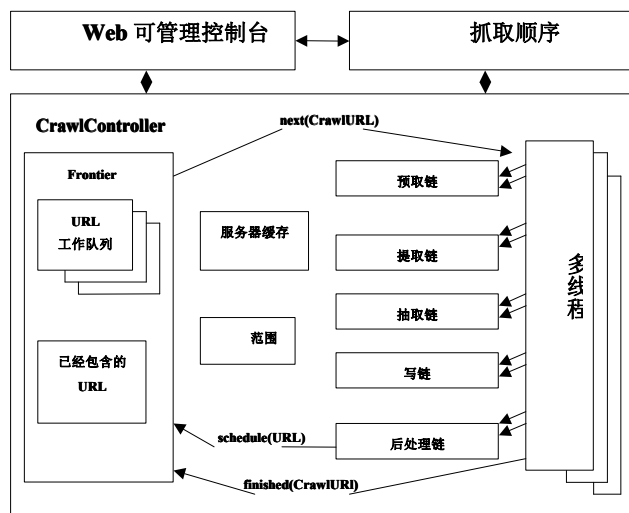 Web 可管理控制台
抓取顺序
CrawlController
next(CrawlURL)
Frontier
URL
工作队列
服务器缓存
预取链
提取链
多线程
抽取链
范围
已经包含的
URL
写链
schedule(URL)
后处理链
finished(CrawlURl)